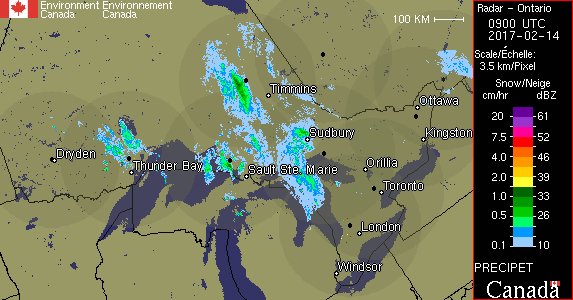 Environment Environnement
Canada Canada
100 KM
Timmins
Ottawa
Sudbury
Kingston
Dryden
Thunder Bay
Sault Ste. Marie
Orillia
Toronto
London
Windsor
Radar - Ontario
0900 UTC
2017-02-14
Scale/Échelle:
3.5 km/Pixel
Snow/Neige
cm/hr dBZ
20 61
7.5 52
4.0 46
2.0 39
1.0 33
0.5 26
0.1 10
PRECIPET
Canada